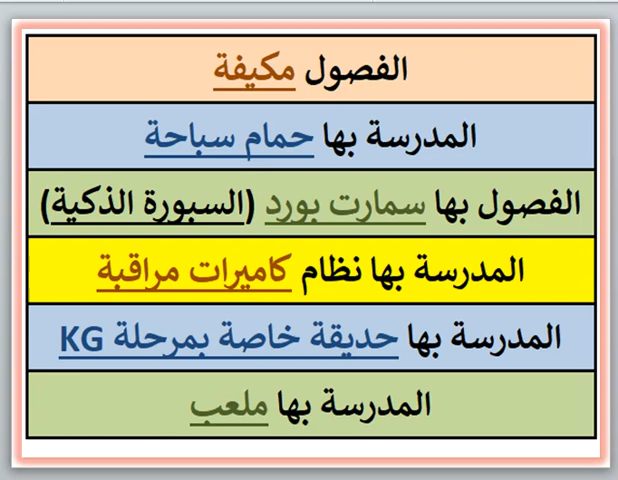 الفصول مكيفة
المدرسة بها حمام سباحة
الفصول بها سمارت بورد (السبورة الذكية)
المدرسة بها نظام كاميرات مراقبة
المدرسة بها حديقة خاصة بمرحلة KG
المدرسة بها ملعب